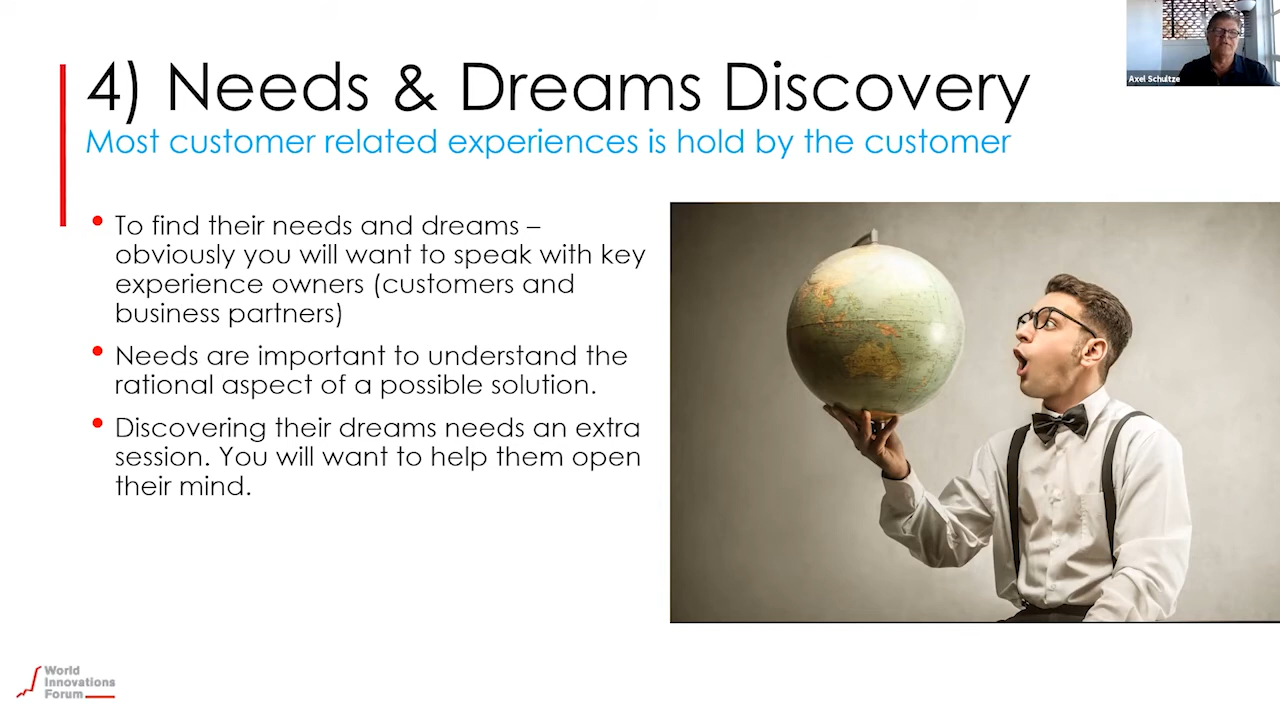 Axel Schultze
4) Needs & Dreams Discovery
Most customer related experiences is hold by the customer
• To find their needs and dreams –
obviously you will want to speak with key
experience owners (customers and
business partners)
• Needs are important to understand the
rational aspect of a possible solution.
• Discovering their dreams needs an extra
session. You will want to help them open
their mind.
World
Innovations
Forum